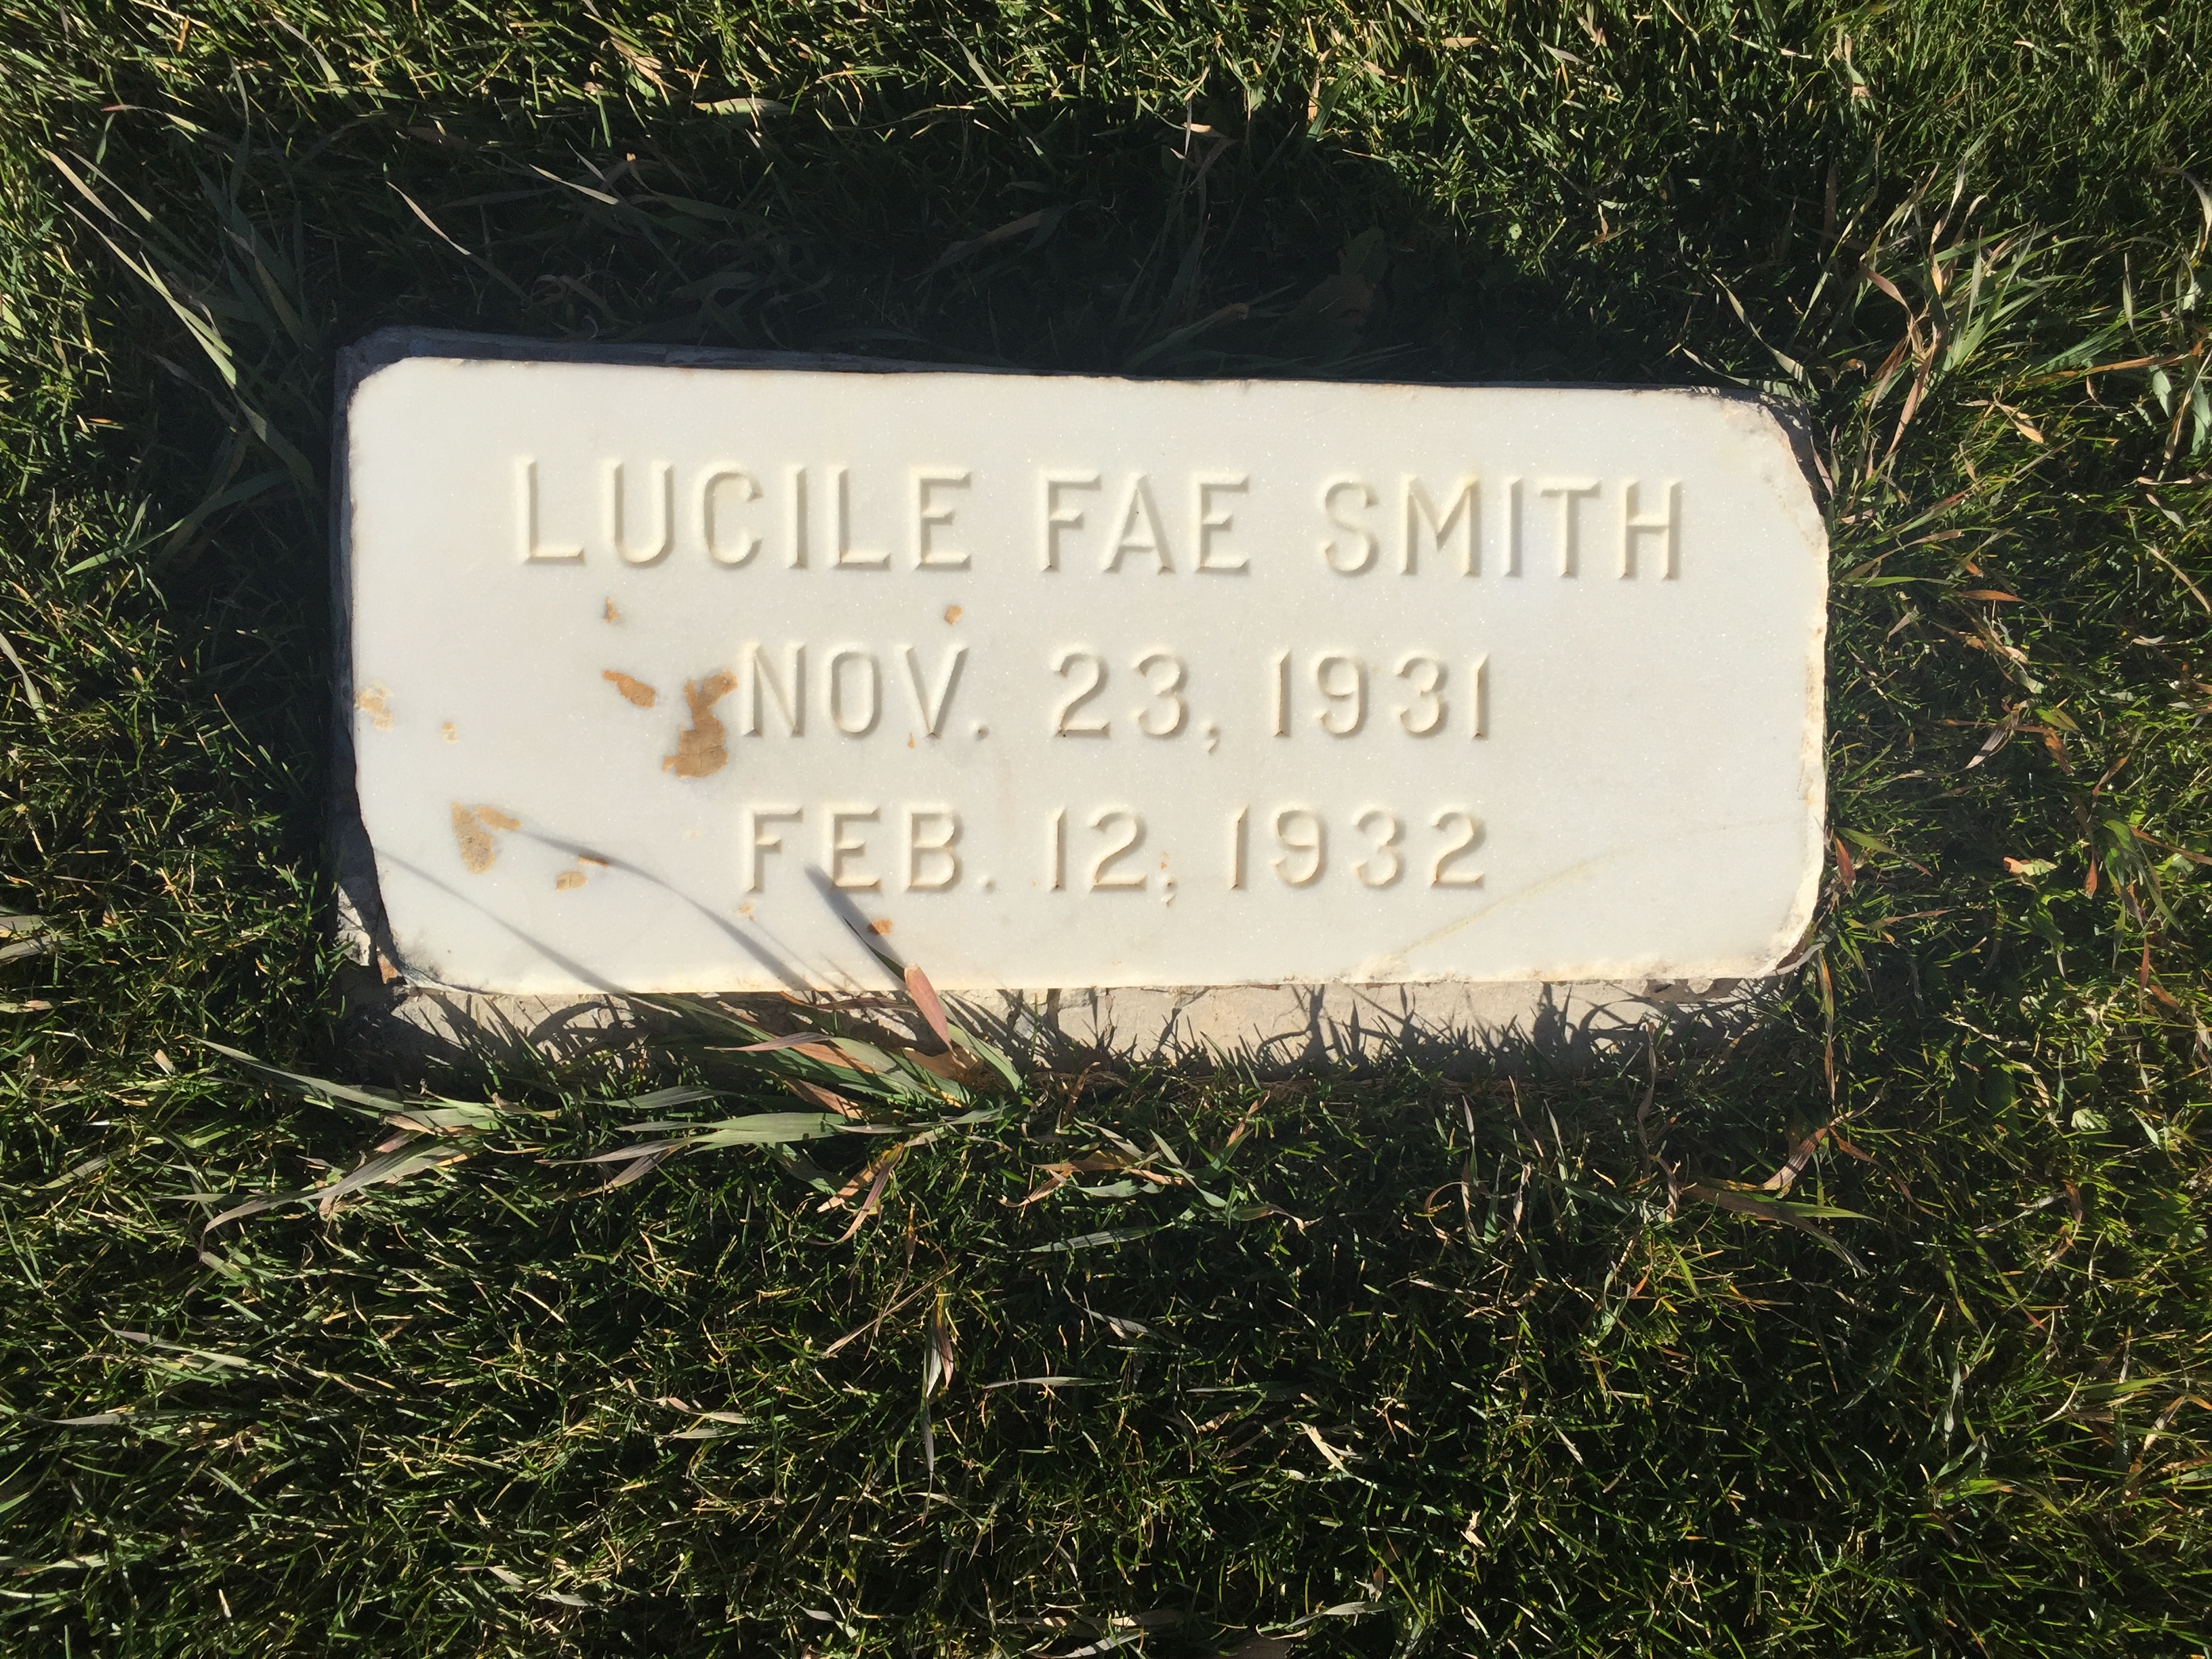 LUCILE FAE SMITH
NOV. 23, 1931
FEB. 12, 1932